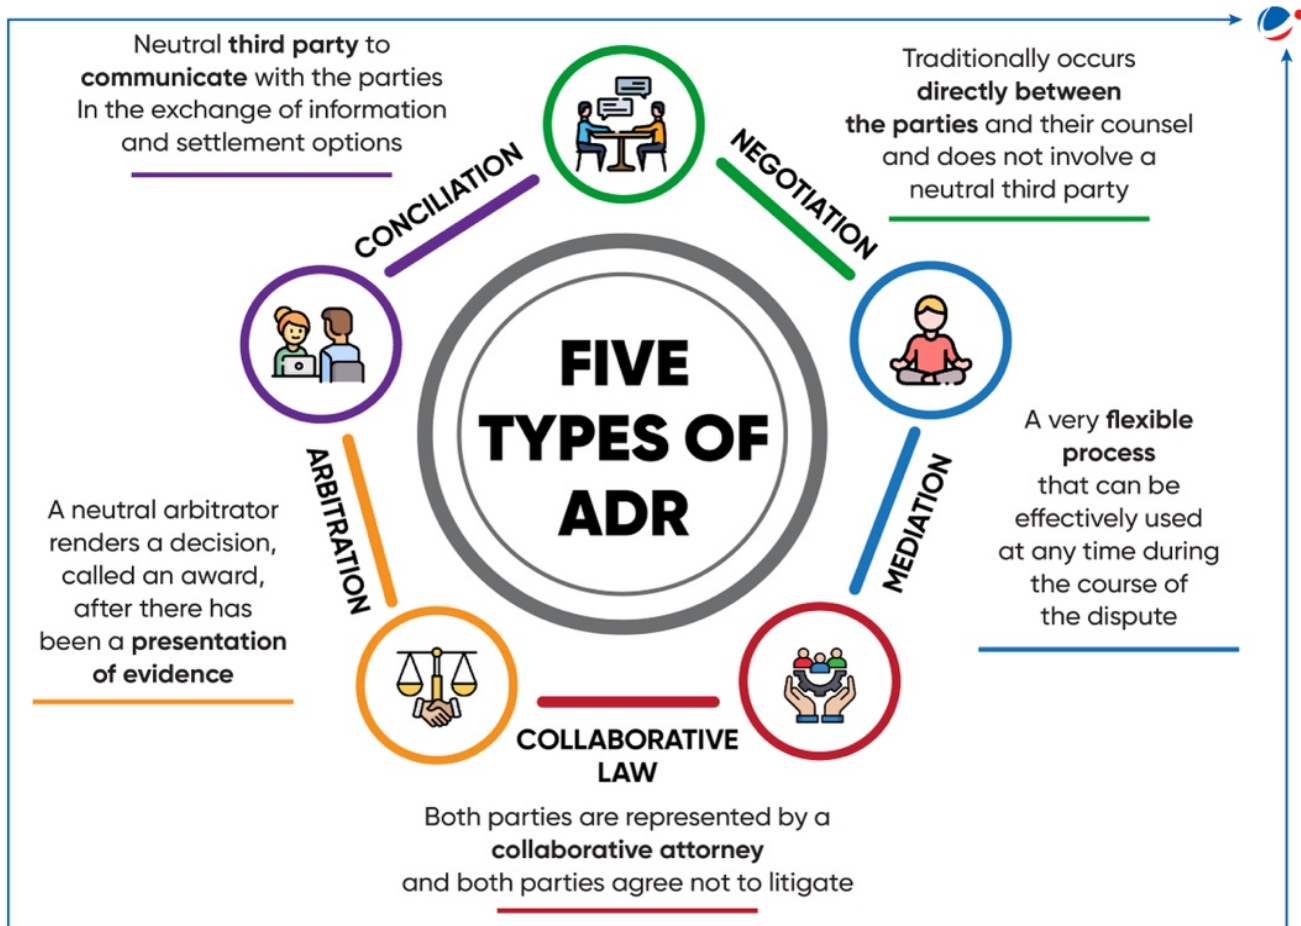 Neutral third party to
communicate with the parties
In the exchange of information
and settlement options
CONCILIATION
NEGOTIATION
Traditionally occurs
directly between
the parties and their counsel
and does not involve a
neutral third party
FIVE
TYPES OF
ADR
MEDIATION
A very flexible
process
that can be
effectively used
at any time during
the course of
the dispute
ARBITRATION
A neutral arbitrator
renders a decision,
called an award,
after there has
been a presentation
of evidence
COLLABORATIVE
LAW
Both parties are represented by a
collaborative attorney
and both parties agree not to litigate